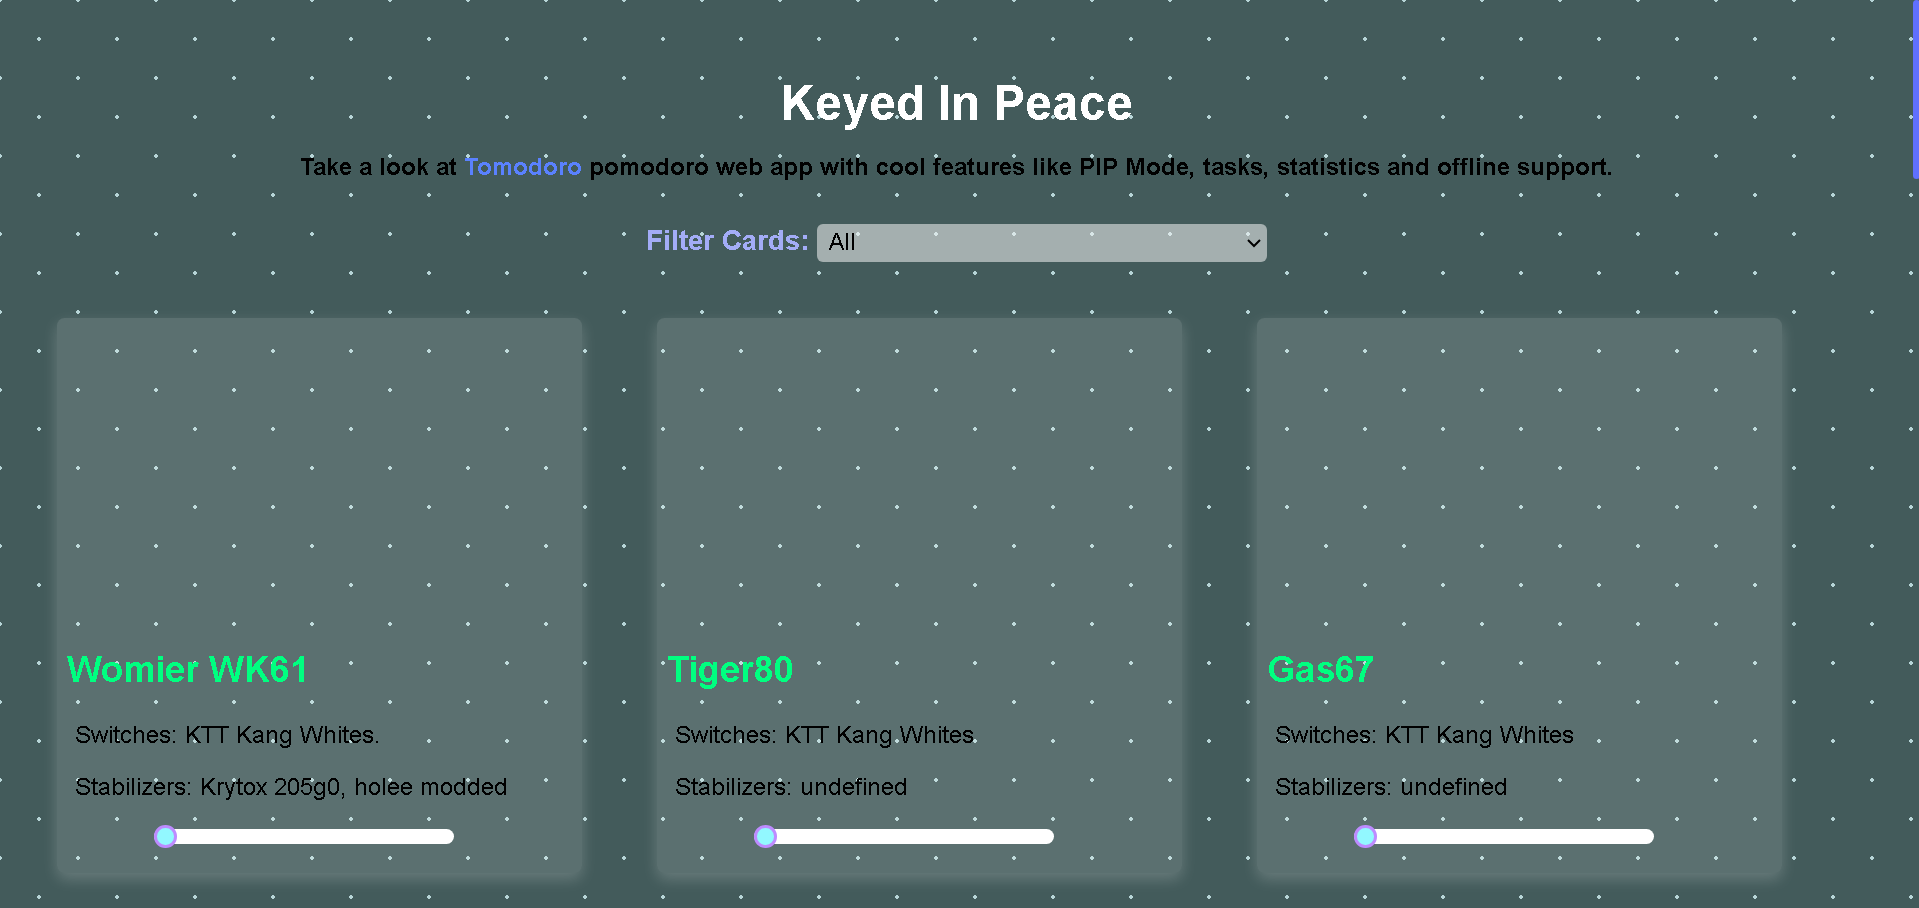 Keyed In Peace
Take a look at Tomodoro pomodoro web app with cool features like PIP Mode, tasks, statistics and offline support.
Filter Cards: All
Womier WK61
Switches: KTT Kang Whites.
Stabilizers: Krytox 205g0, holee modded
Tiger80
Switches: KTT Kang Whites
Stabilizers: undefined
Gas67
Switches: KTT Kang Whites
Stabilizers: undefined